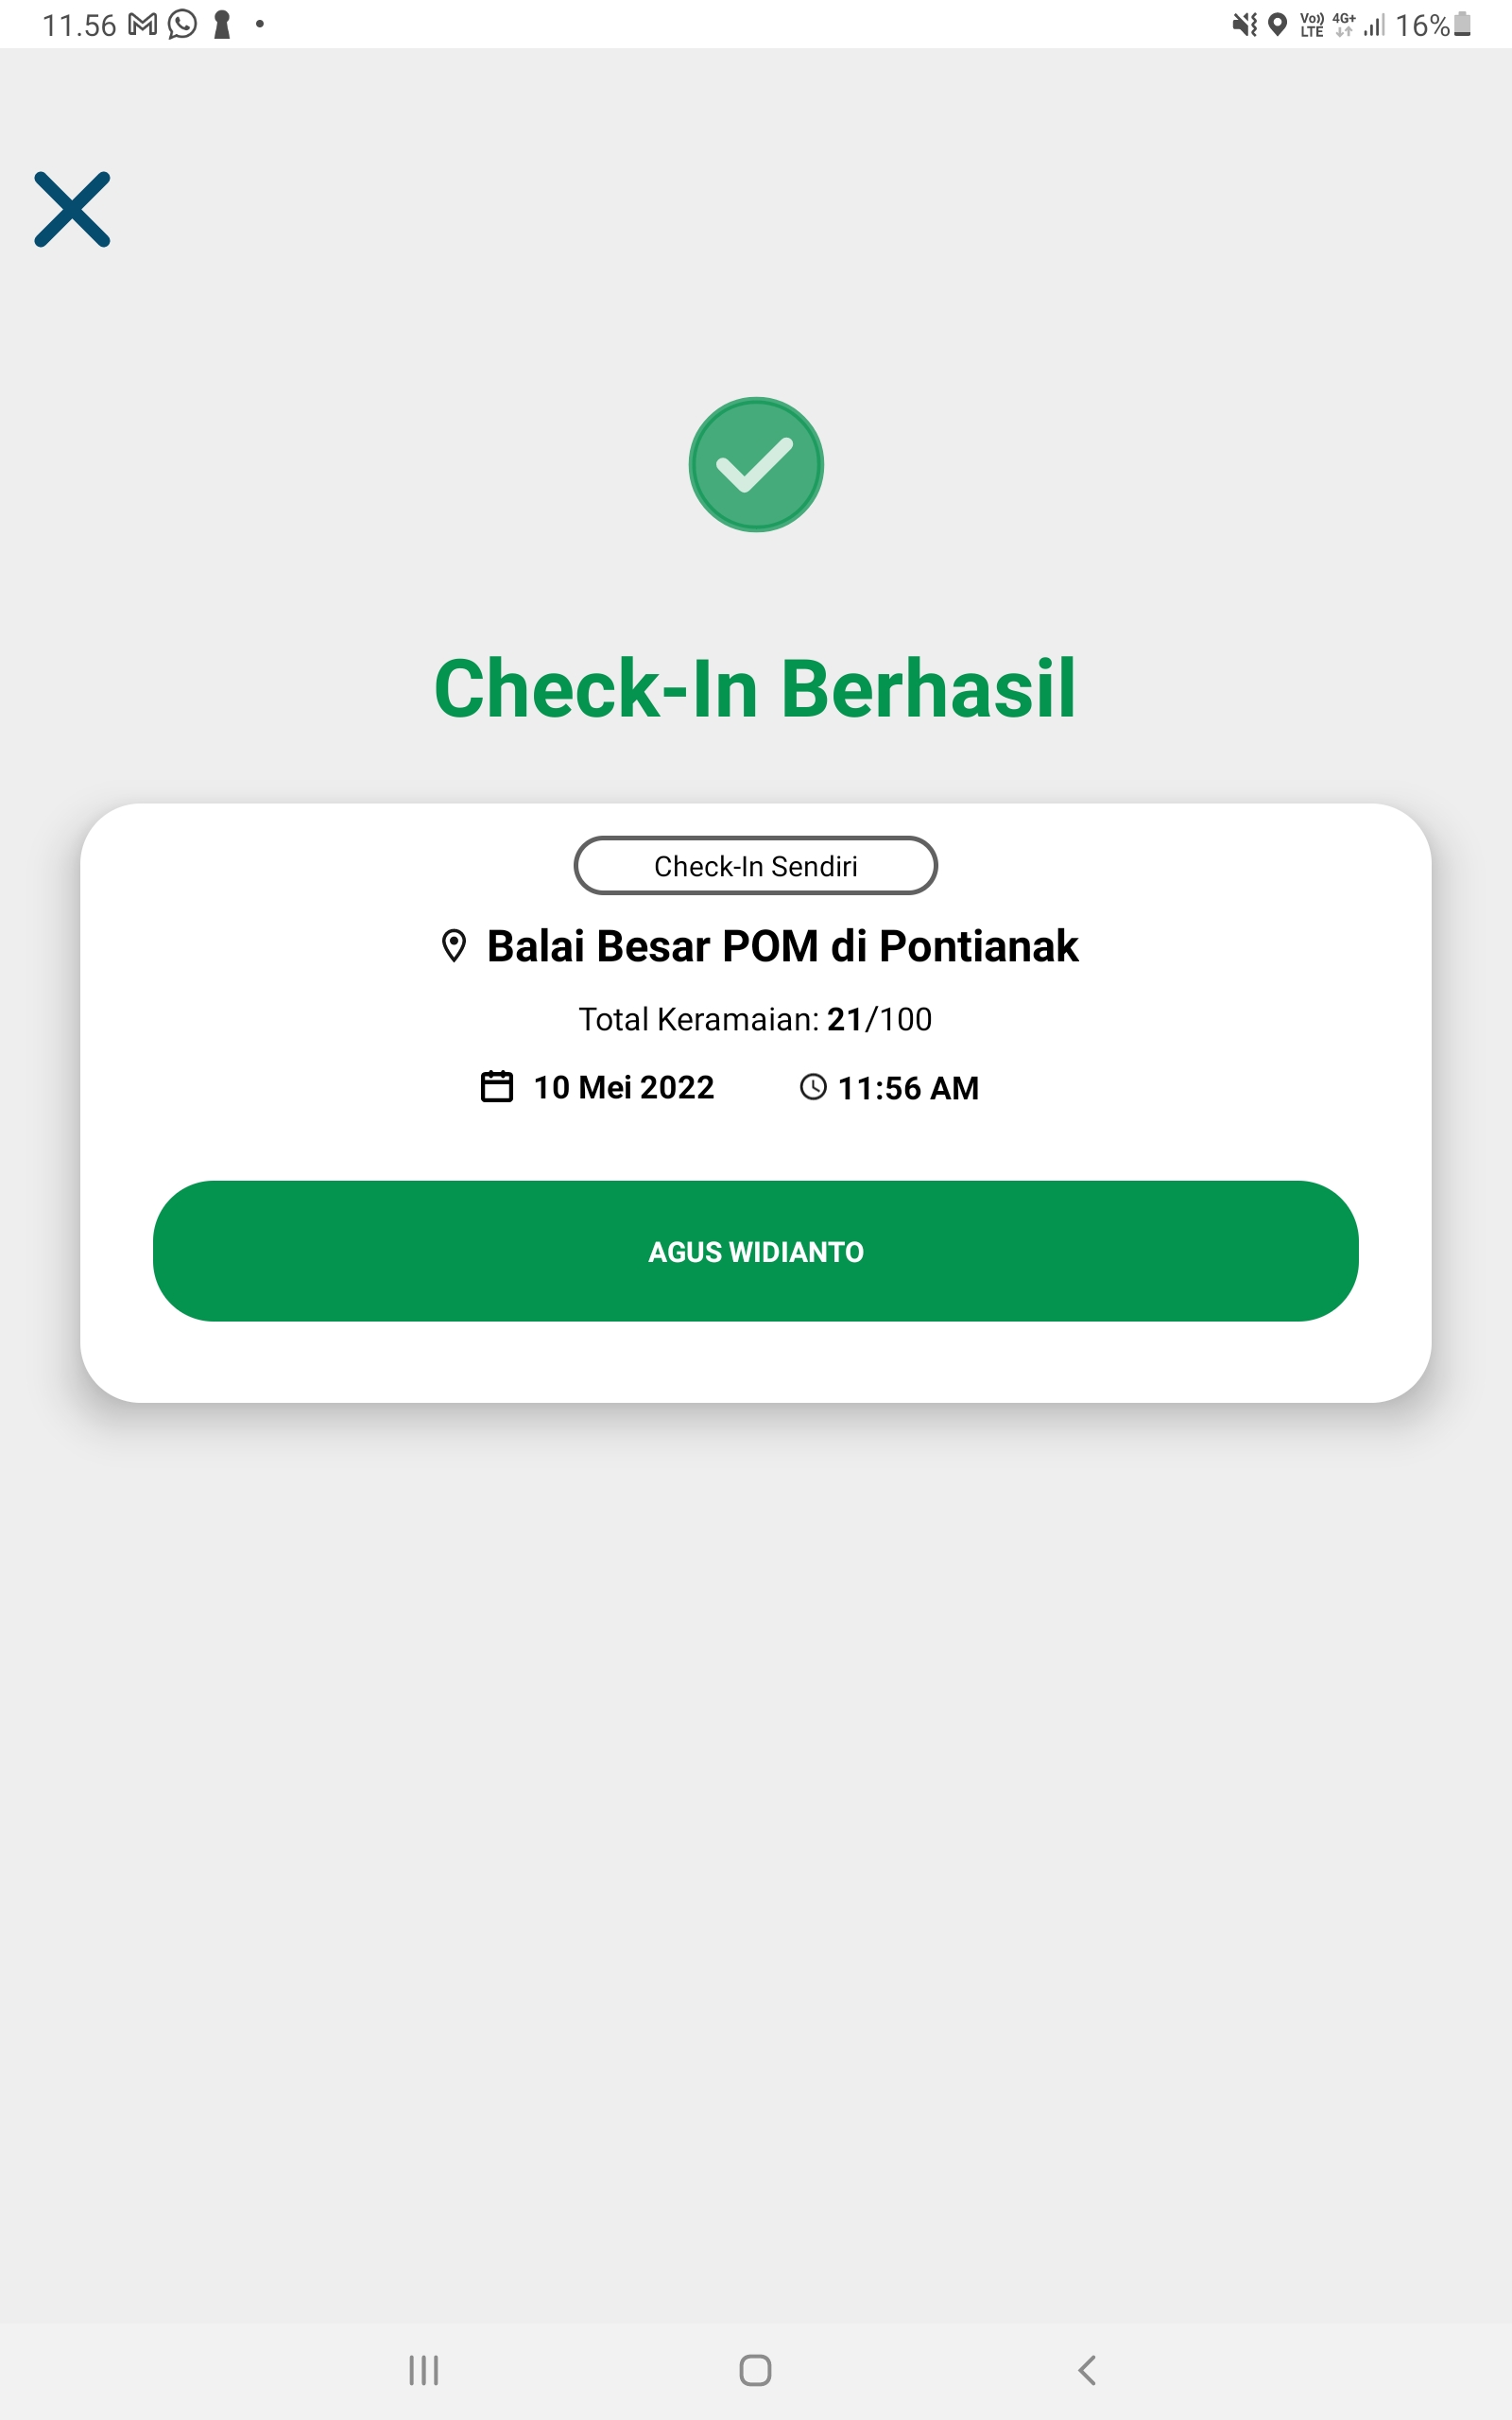 11.56
Vo)) LTE 4G+ 16%
Check-In Berhasil
Check-In Sendiri
Balai Besar POM di Pontianak
Total Keramaian: 21/100
10 Mei 2022 11:56 AM
AGUS WIDIANTO